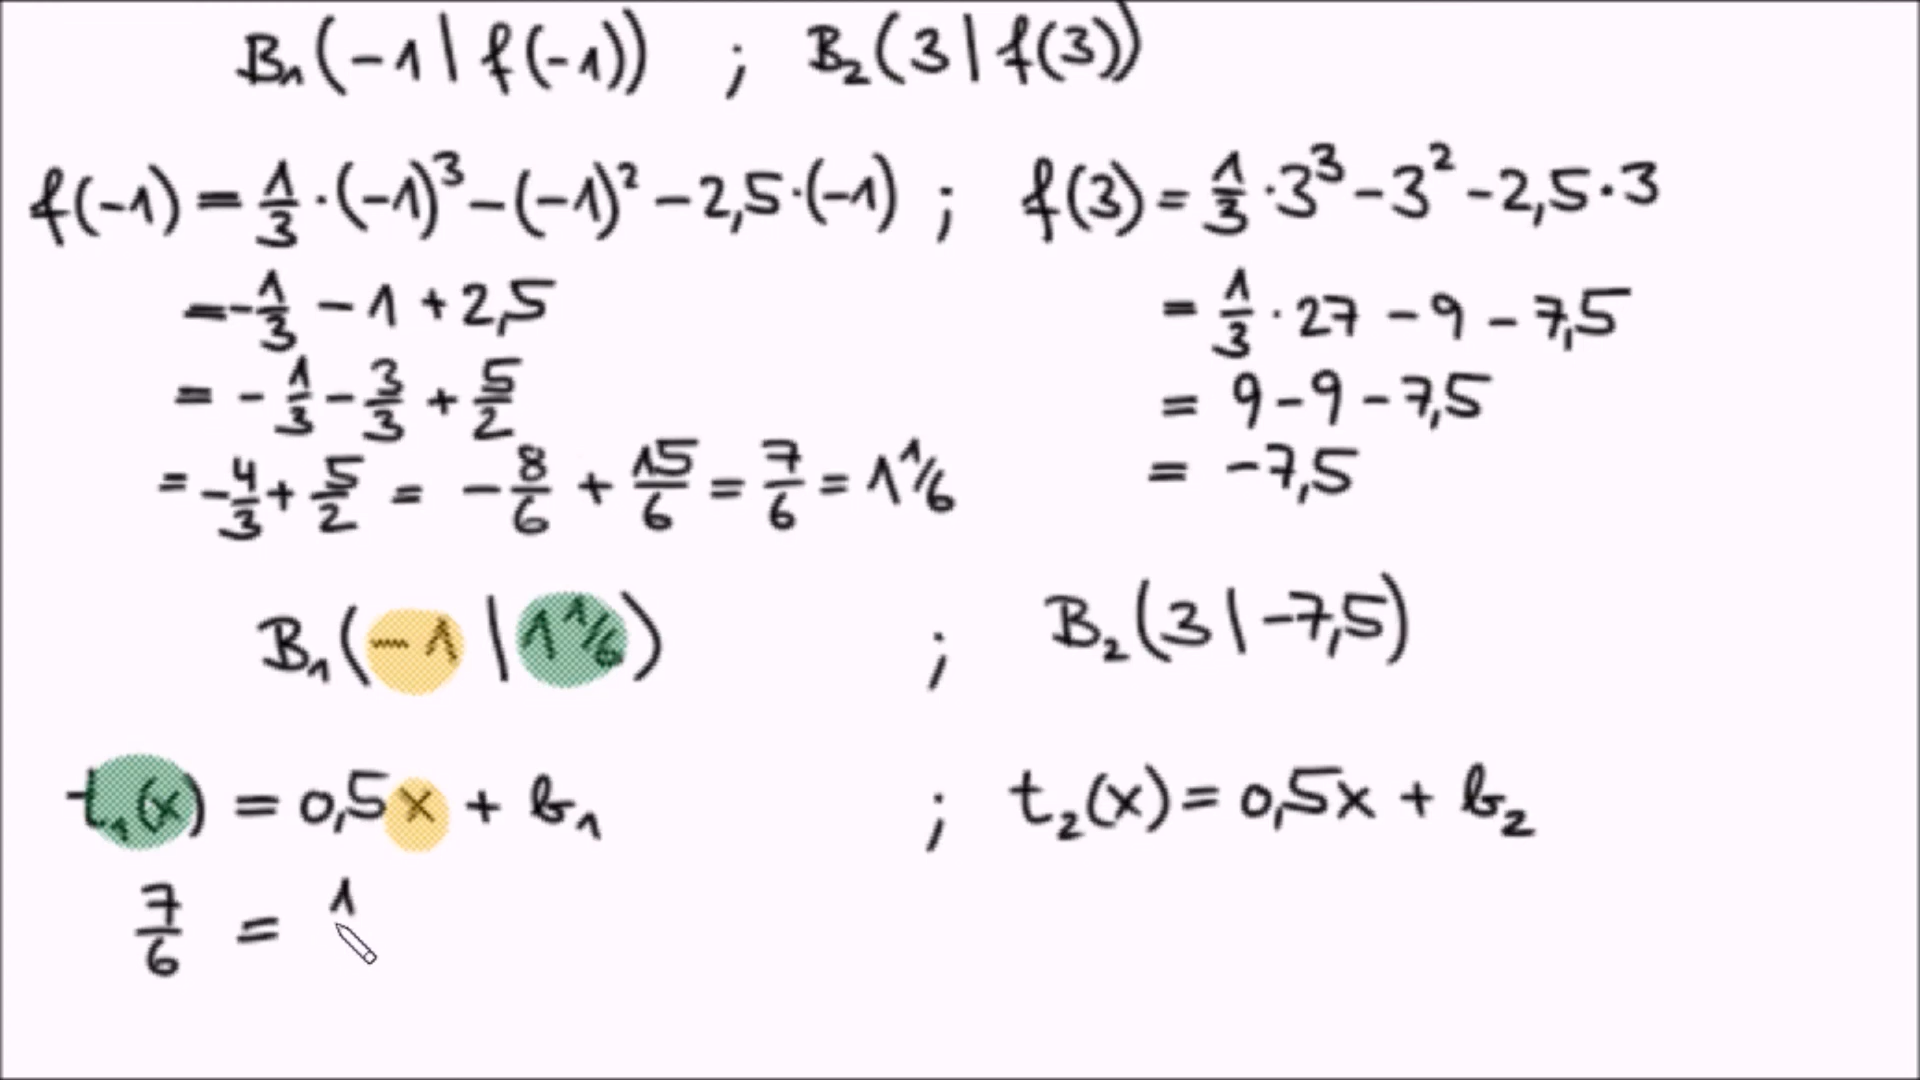 B₁(-1|f(-1)) ; B₂(3|f(3))
f(-1) = 1/3 · (-1)³ - (-1)² - 2,5 · (-1) ; f(3) = 1/3 · 3³ - 3² - 2,5 · 3
= -1/3 - 1 + 2,5
= 1/3 · 27 - 9 - 7,5
= -1/3 - 3/3 + 5/2
= 9 - 9 - 7,5
= -4/3 + 5/2 = -8/6 + 15/6 = 7/6 = 1 1/6
= -7,5
B₁(-1|1 1/6) ; B₂(3|-7,5)
t₁(x) = 0,5x + b₁ ; t₂(x) = 0,5x + b₂
7/6 = 1